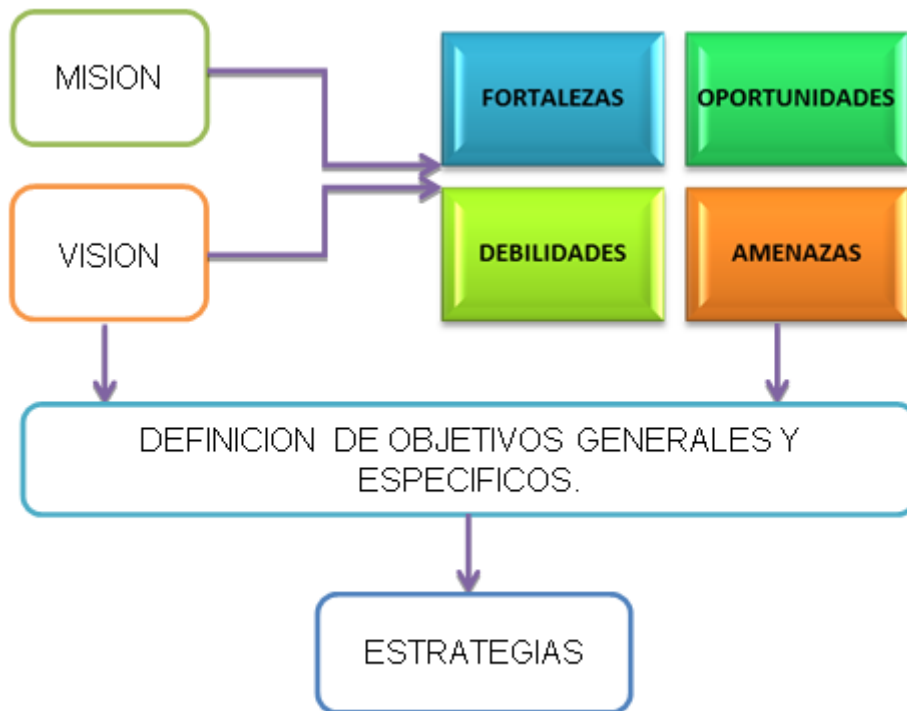 MISION
FORTALEZAS
OPORTUNIDADES
VISION
DEBILIDADES
AMENAZAS
DEFINICION DE OBJETIVOS GENERALES Y
ESPECIFICOS.
ESTRATEGIAS